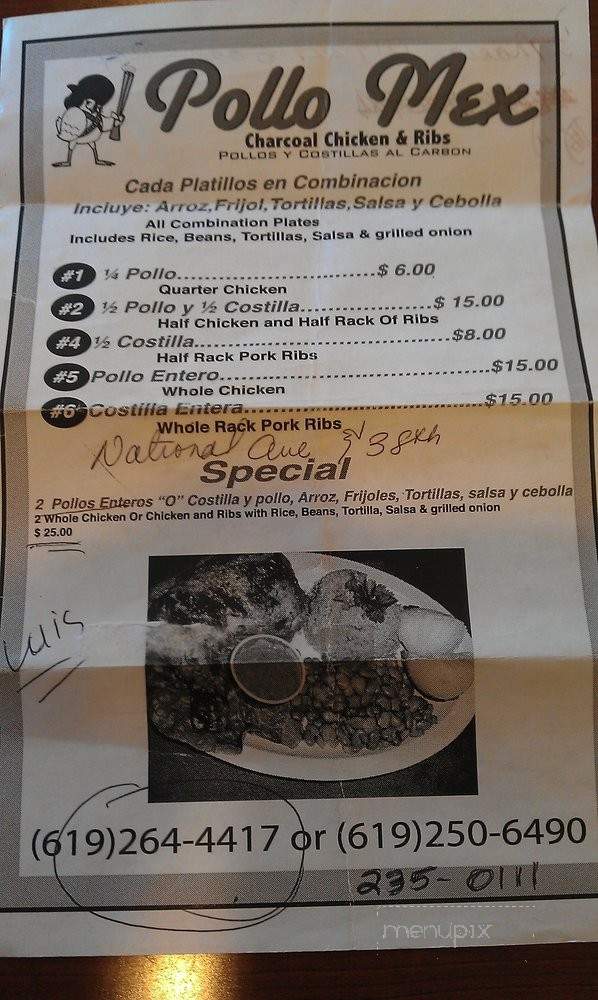 Pollo Mex
Charcoal Chicken & Ribs
POLLOS Y COSTILLAS AL CARBON
Cada Platillos en Combinacion
Incluye: Arroz,Frijol,Tortillas,Salsa y Cebolla
All Combination Plates
Includes Rice, Beans, Tortillas, Salsa & grilled onion
#1 ¼ Pollo....................................$ 6.00
Quarter Chicken
#2 ½ Pollo y ½ Costilla........................$ 15.00
Half Chicken and Half Rack Of Ribs
#4 ½ Costilla..............................................$8.00
Half Rack Pork Ribs
#5 Pollo Entero..................................................$15.00
Whole Chicken
#6 Costilla Entera............................................$15.00
Whole Rack Pork Ribs
National Ave & 38th
Special
2 Pollos Enteros "O" Costilla y pollo, Arroz, Frijoles, Tortillas, salsa y cebolla
2 Whole Chicken Or Chicken and Ribs with Rice, Beans, Tortilla, Salsa & grilled onion
$ 25.00
Luis
(619)264-4417 or (619)250-6490
235-0111
menupix